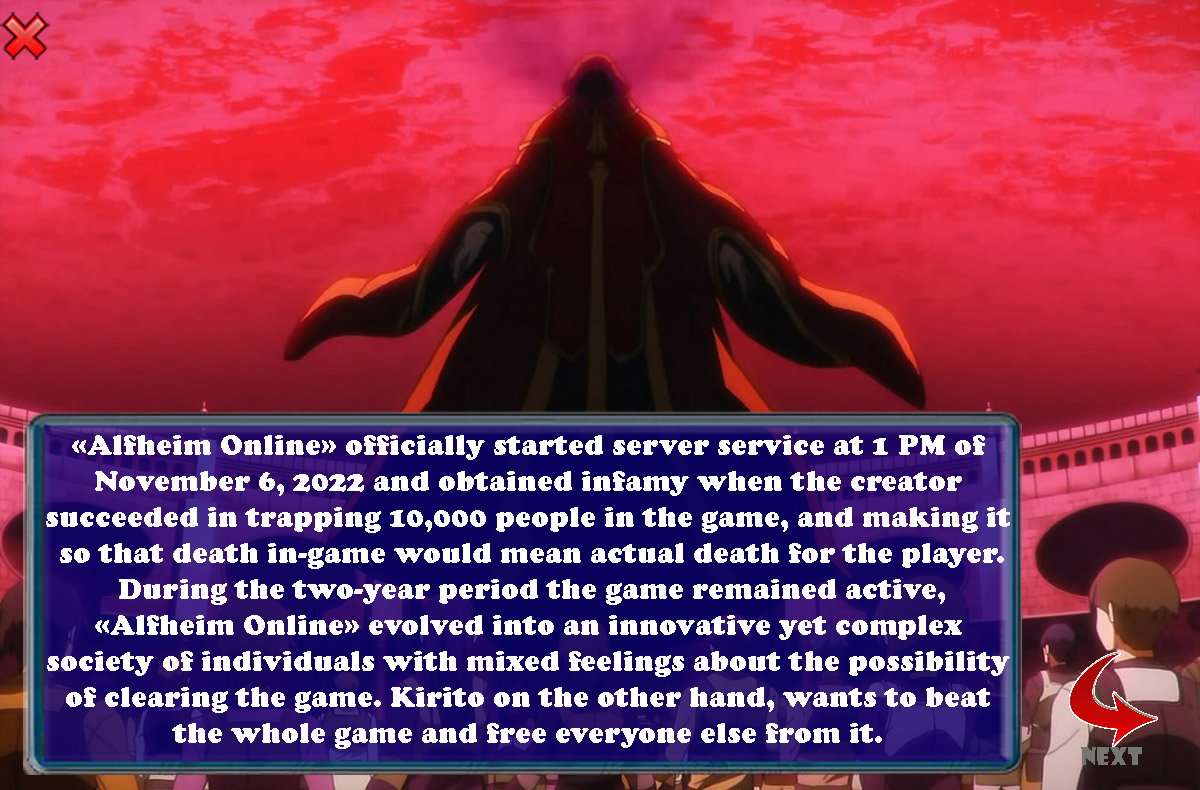 «Alfheim Online» officially started server service at 1 PM of
November 6, 2022 and obtained infamy when the creator
succeeded in trapping 10,000 people in the game, and making it
so that death in-game would mean actual death for the player.
During the two-year period the game remained active,
«Alfheim Online» evolved into an innovative yet complex
society of individuals with mixed feelings about the possibility
of clearing the game. Kirito on the other hand, wants to beat
the whole game and free everyone else from it.
NEXT